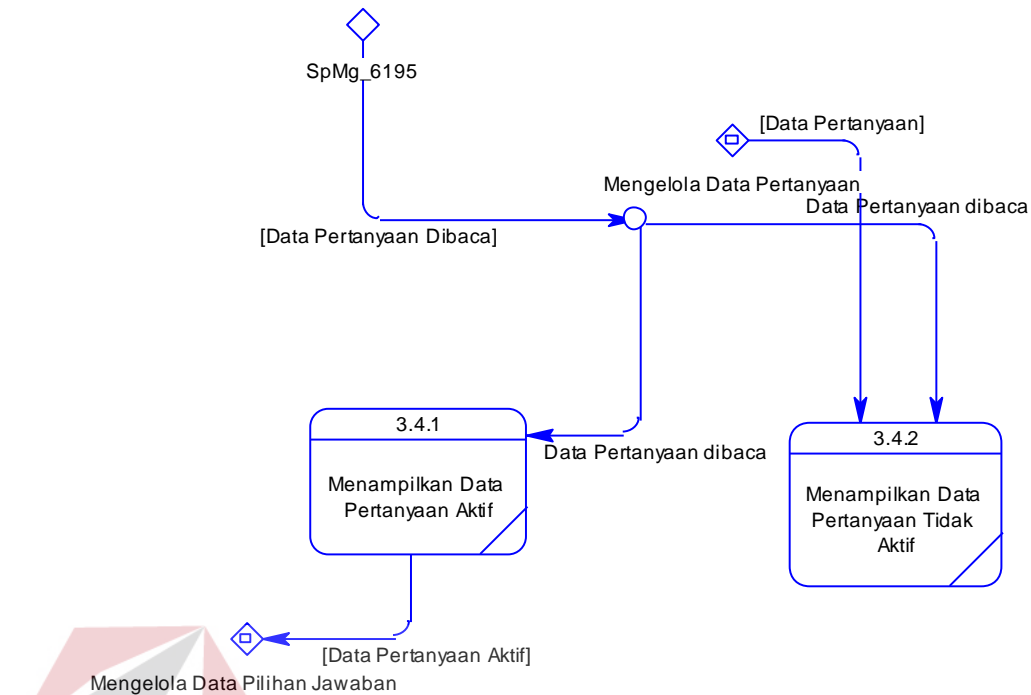 SpMg_6195
[Data Pertanyaan]
Mengelola Data Pertanyaan
Data Pertanyaan dibaca
[Data Pertanyaan Dibaca]
3.4.1
Menampilkan Data
Pertanyaan Aktif
Data Pertanyaan dibaca
3.4.2
Menampilkan Data
Pertanyaan Tidak
Aktif
[Data Pertanyaan Aktif]
Mengelola Data Pilihan Jawaban